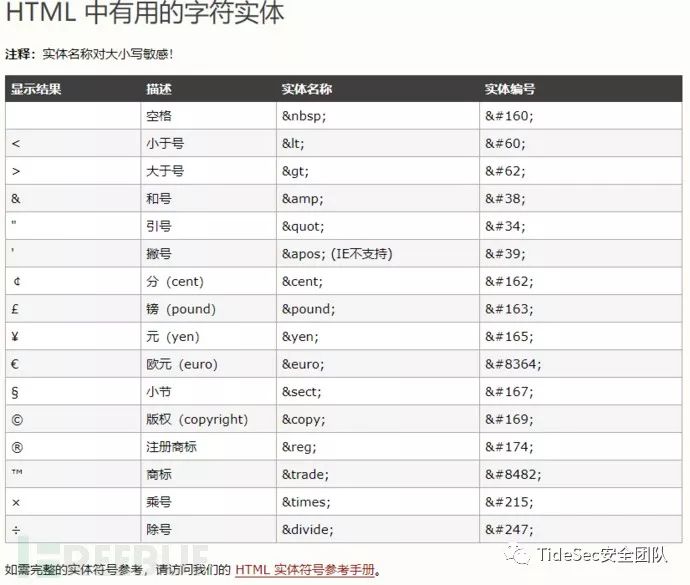 HTML 中有用的字符实体
注释：实体名称对大小写敏感！
显示结果 描述 实体名称 实体编号
空格 &nbsp; &#160;
< 小于号 &lt; &#60;
> 大于号 &gt; &#62;
& 和号 &amp; &#38;
" 引号 &quot; &#34;
' 撇号 &apos; (IE不支持) &#39;
¢ 分（cent） &cent; &#162;
£ 镑（pound） &pound; &#163;
¥ 元（yen） &yen; &#165;
€ 欧元（euro） &euro; &#8364;
§ 小节 &sect; &#167;
© 版权（copyright） &copy; &#169;
® 注册商标 &reg; &#174;
™ 商标 &trade; &#8482;
× 乘号 &times; &#215;
÷ 除号 &divide; &#247;
FREEBUF
TideSec安全团队
如需完整的实体符号参考，请访问我们的 HTML 实体符号参考手册。